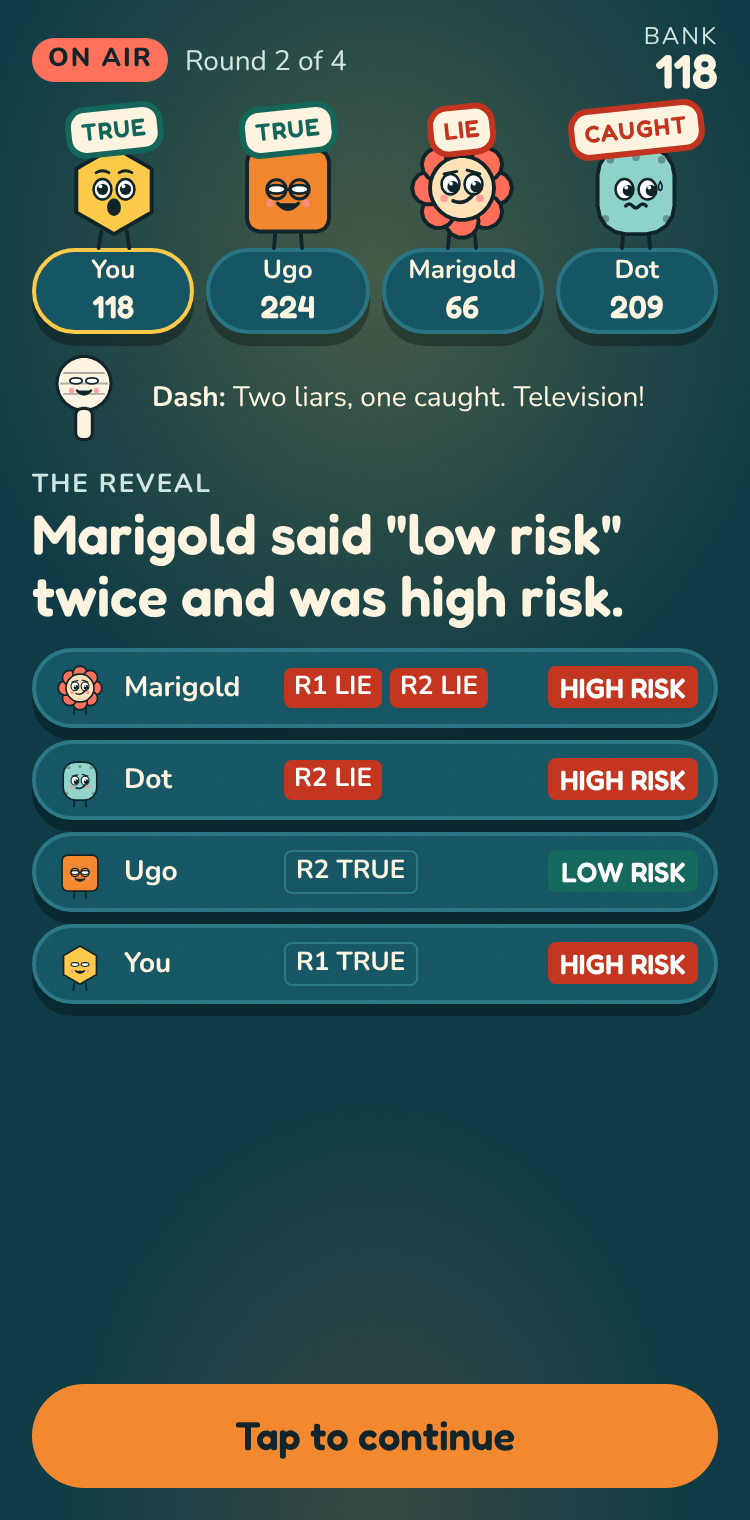 ON AIR
Round 2 of 4
BANK
118
TRUE
TRUE
LIE
CAUGHT
You
118
Ugo
224
Marigold
66
Dot
209
Dash: Two liars, one caught. Television!
THE REVEAL
Marigold said "low risk"
twice and was high risk.
Marigold R1 LIE R2 LIE HIGH RISK
Dot R2 LIE HIGH RISK
Ugo R2 TRUE LOW RISK
You R1 TRUE HIGH RISK
Tap to continue